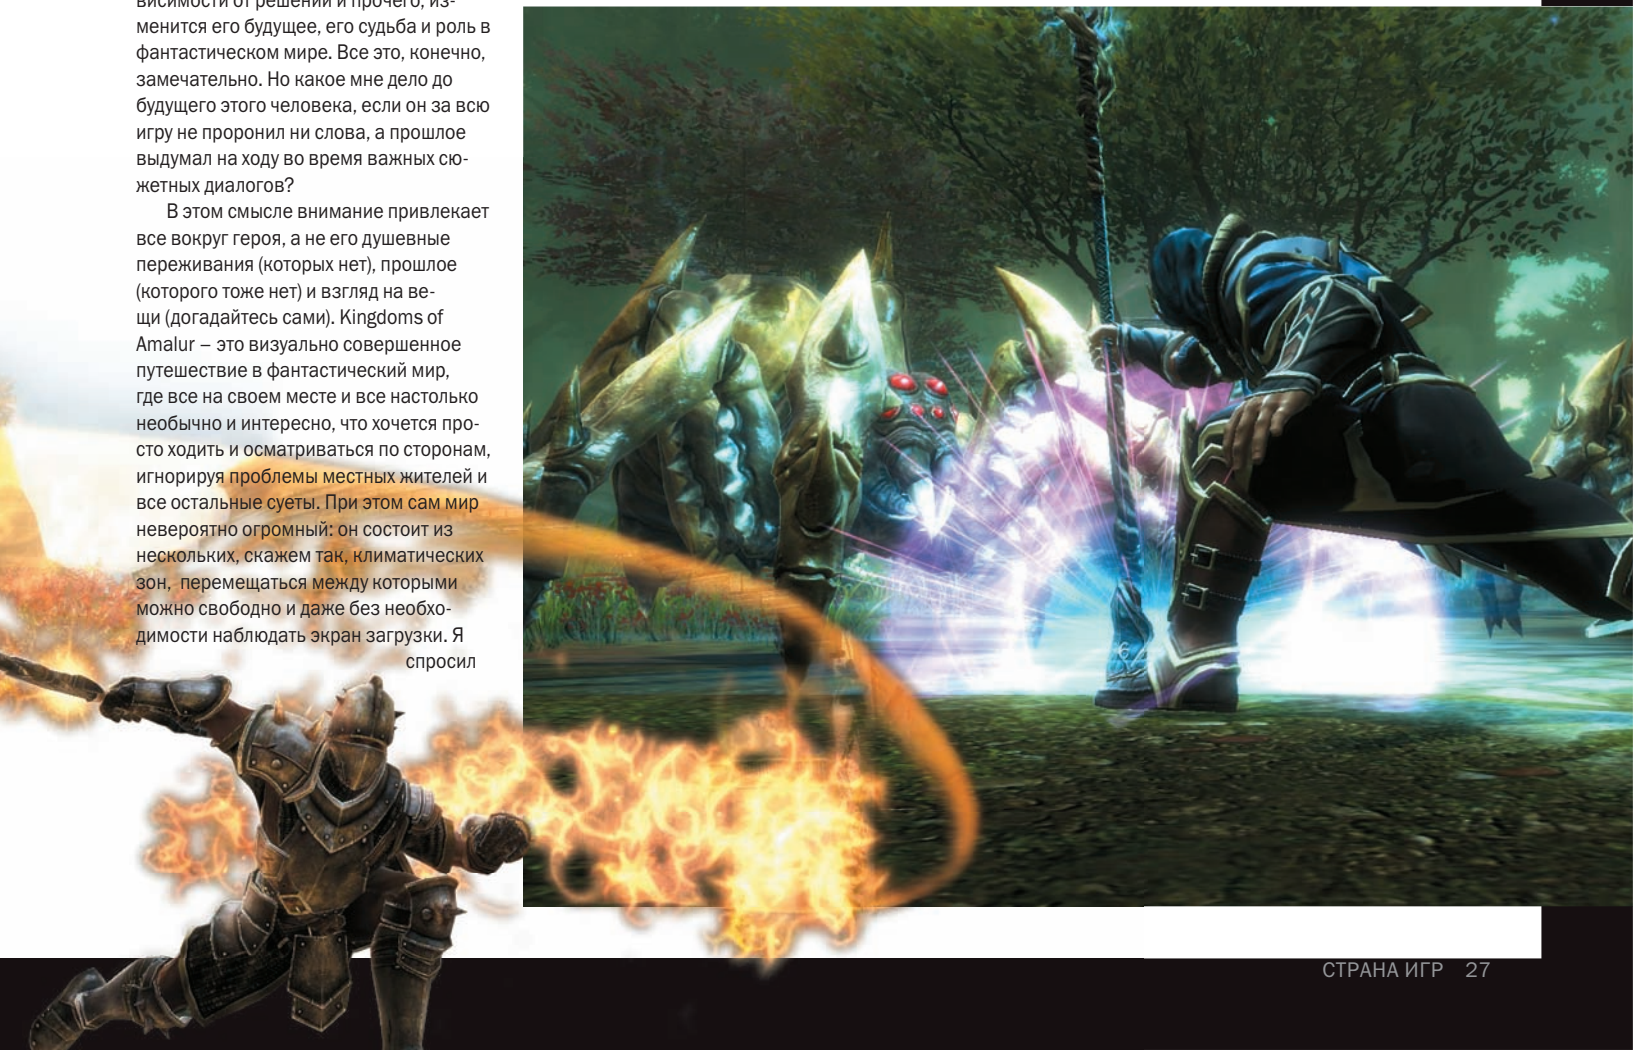 висимости от решений и прочего, из-
менится его будущее, его судьба и роль в
фантастическом мире. Все это, конечно,
замечательно. Но какое мне дело до
будущего этого человека, если он за всю
игру не проронил ни слова, а прошлое
выдумал на ходу во время важных сю-
жетных диалогов?
В этом смысле внимание привлекает
все вокруг героя, а не его душевные
переживания (которых нет), прошлое
(которого тоже нет) и взгляд на ве-
щи (догадайтесь сами). Kingdoms of
Amalur – это визуально совершенное
путешествие в фантастический мир,
где все на своем месте и все настолько
необычно и интересно, что хочется про-
сто ходить и осматриваться по сторонам,
игнорируя проблемы местных жителей и
все остальные суеты. При этом сам мир
невероятно огромный: он состоит из
нескольких, скажем так, климатических
зон, перемещаться между которыми
можно свободно и даже без необхо-
димости наблюдать экран загрузки. Я
спросил
СТРАНА ИГР 27